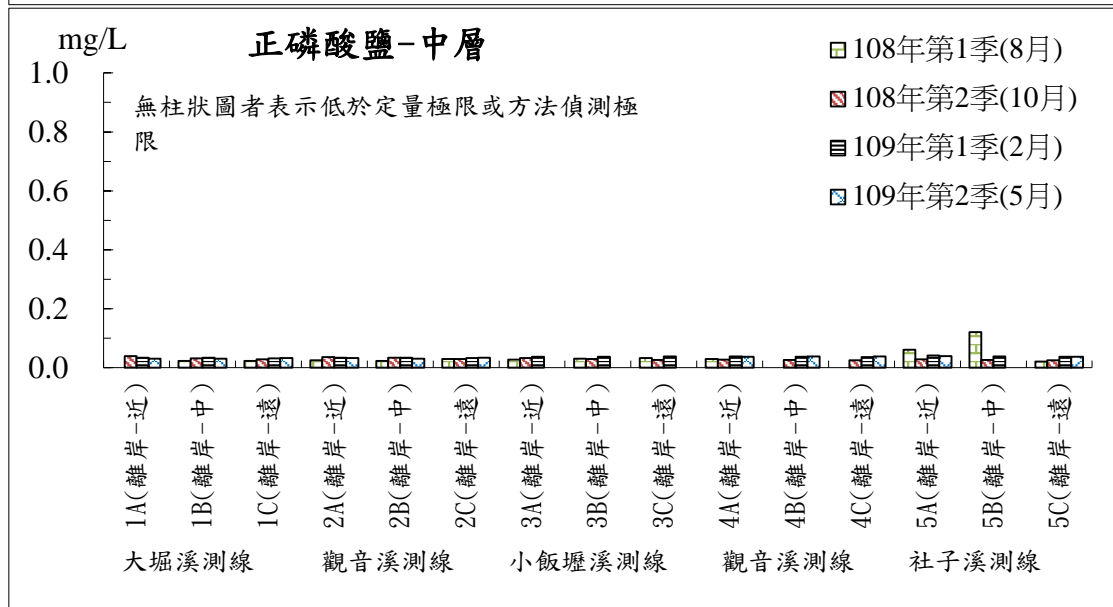 mg/L
正磷酸鹽-中層
無柱狀圖者表示低於定量極限或方法偵測極
限
108年第1季(8月)
108年第2季(10月)
109年第1季(2月)
109年第2季(5月)
1.0
0.8
0.6
0.4
0.2
0.0
1A(離岸-近)
1B(離岸-中)
1C(離岸-遠)
2A(離岸-近)
2B(離岸-中)
2C(離岸-遠)
3A(離岸-近)
3B(離岸-中)
3C(離岸-遠)
4A(離岸-近)
4B(離岸-中)
4C(離岸-遠)
5A(離岸-近)
5B(離岸-中)
5C(離岸-遠)
大堀溪測線
觀音溪測線
小飯壢溪測線
觀音溪測線
社子溪測線